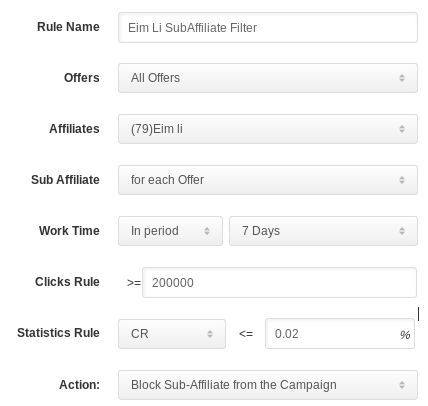 Rule Name Eim Li SubAffiliate Filter
Offers All Offers
Affiliates (79)Eim li
Sub Affiliate for each Offer
Work Time In period 7 Days
Clicks Rule >= 200000
Statistics Rule CR <= 0.02 %
Action: Block Sub-Affiliate from the Campaign